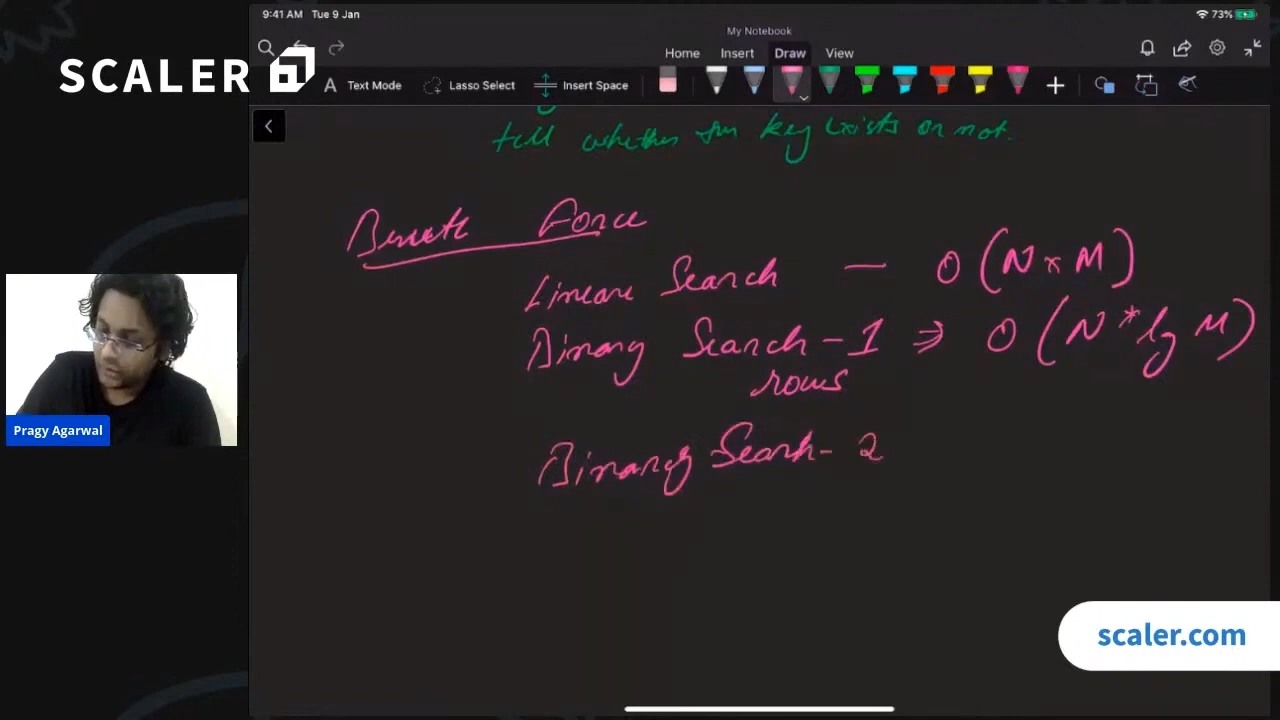 9:41 AM Tue 9 Jan
73%
My Notebook
Home Insert Draw View
SCALER
A Text Mode Lasso Select Insert Space
tell whether the key exists or not.
Brute Force
Linear Search — O(N x M)
Binary Search - 1 ⇒ O(N * lg M)
rows
Binary Search - 2
Pragy Agarwal
scaler.com